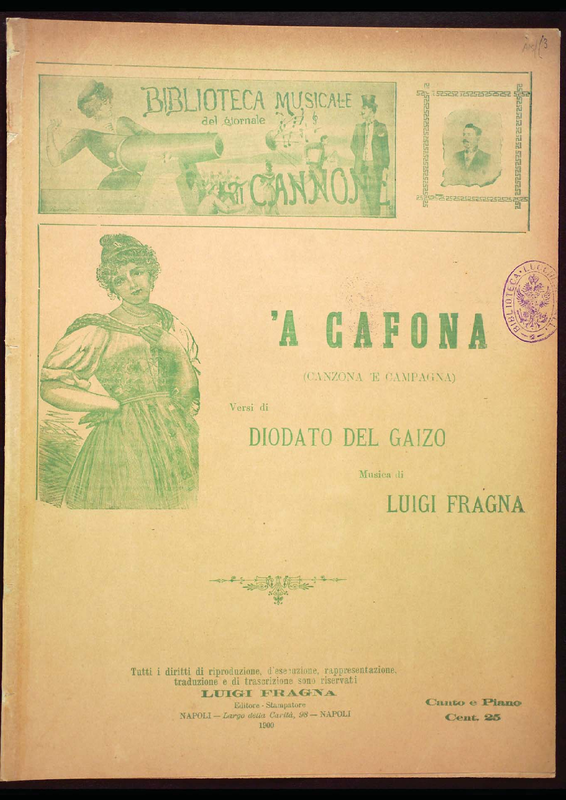 BIBLIOTECA MUSICALE
del giornale
CANNONE
'A CAFONA
(CANZONA 'E CAMPAGNA)
Versi di
DIODATO DEL GAIZO
Musica di
LUIGI FRAGNA
BIBLIOTECA
Tutti i diritti di riproduzione, d'esecuzione, rappresentazione,
traduzione e di trascrizione sono riservati
LUIGI FRAGNA
Editore - Stampatore
NAPOLI — Largo della Carità, 98 — NAPOLI
1900
Canto e Piano
Cent. 25